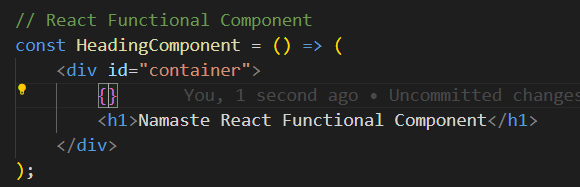 // React Functional Component
const HeadingComponent = () => (
<div id="container">
{} You, 1 second ago • Uncommitted changes
<h1>Namaste React Functional Component</h1>
</div>
);